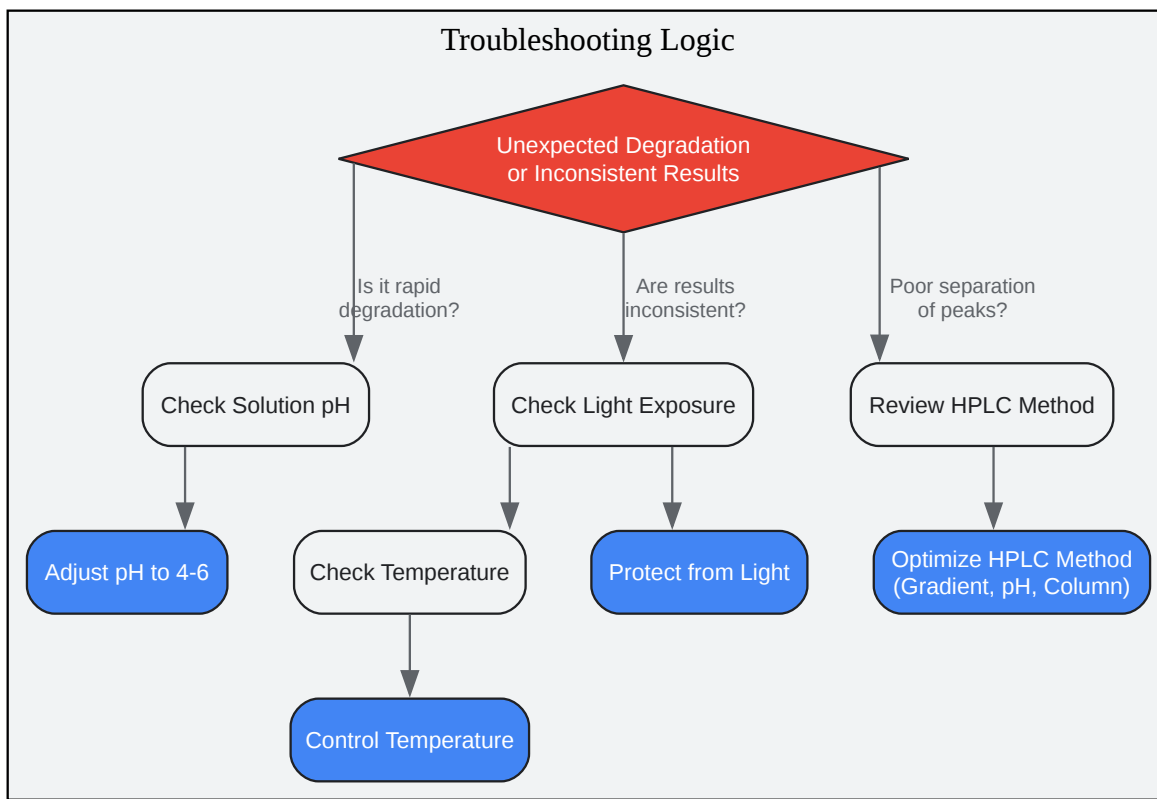 Troubleshooting Logic
Unexpected Degradation
or Inconsistent Results
Is it rapid
degradation?
Are results
inconsistent?
Poor separation
of peaks?
Check Solution pH
Check Light Exposure
Review HPLC Method
Adjust pH to 4-6
Check Temperature
Protect from Light
Optimize HPLC Method
(Gradient, pH, Column)
Control Temperature